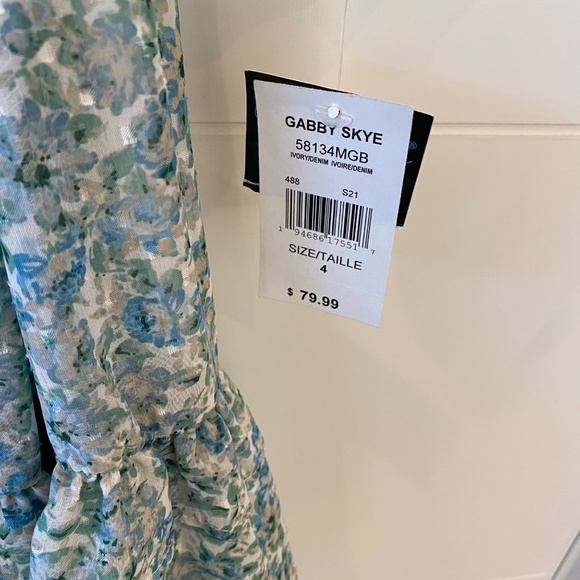 GABBY SKYE
58134MGB
IVORY/DENIM IVOIRE/DENIM
488 S21
1 94686 17551 7
SIZE/TAILLE
4
$ 79.99
®